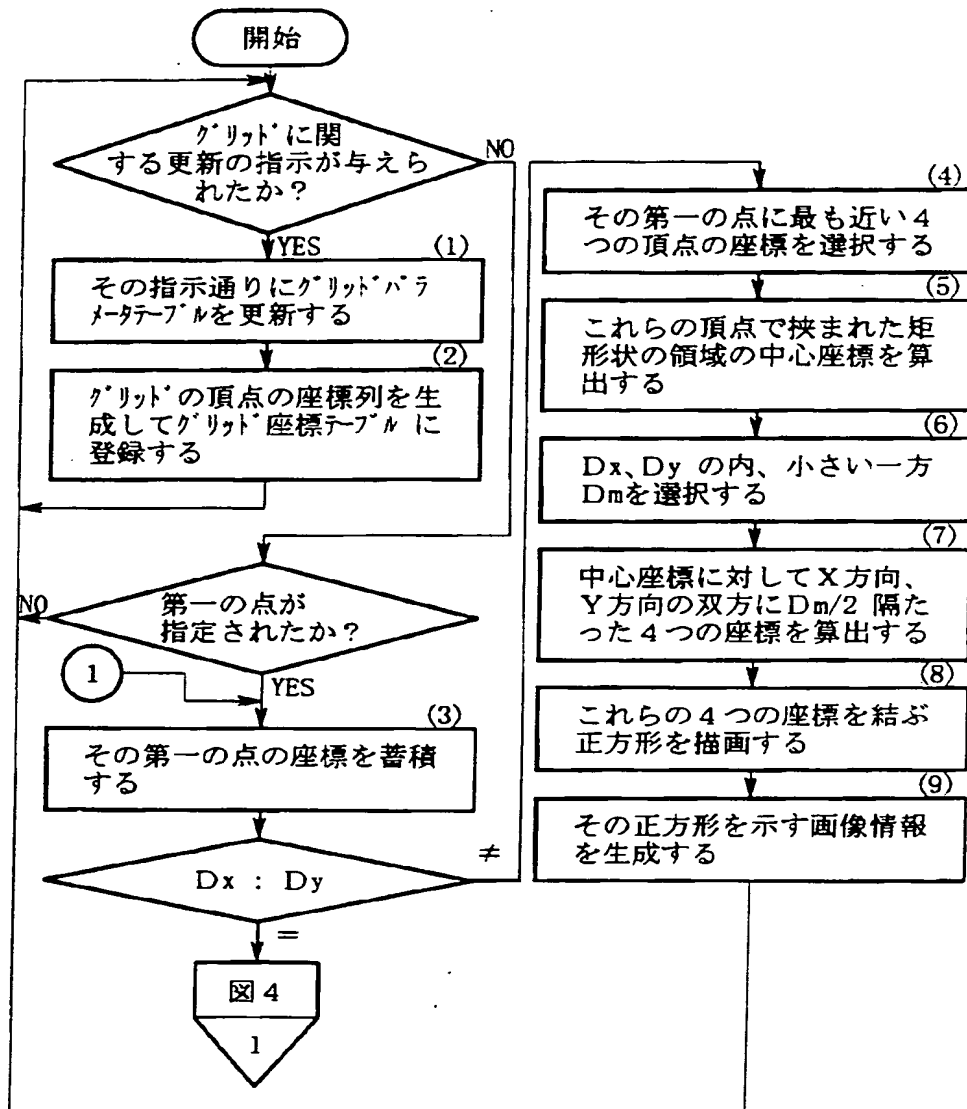 開始
グリッドに関
する更新の指示が与えら
れたか？
NO
YES
(1)
その指示通りにグリッドパラ
メータテーブルを更新する
(2)
グリッドの頂点の座標列を生
成してグリッド座標テーブルに
登録する
NO
第一の点が
指定されたか？
1
YES
(3)
その第一の点の座標を蓄積
する
Dx : Dy
≠
=
図4
1
(4)
その第一の点に最も近い4
つの頂点の座標を選択する
(5)
これらの頂点で挟まれた矩
形状の領域の中心座標を算
出する
(6)
Dx、Dy の内、小さい一方
Dmを選択する
(7)
中心座標に対してX方向、
Y方向の双方にDm/2 隔た
った4つの座標を算出する
(8)
これらの4つの座標を結ぶ
正方形を描画する
(9)
その正方形を示す画像情報
を生成する